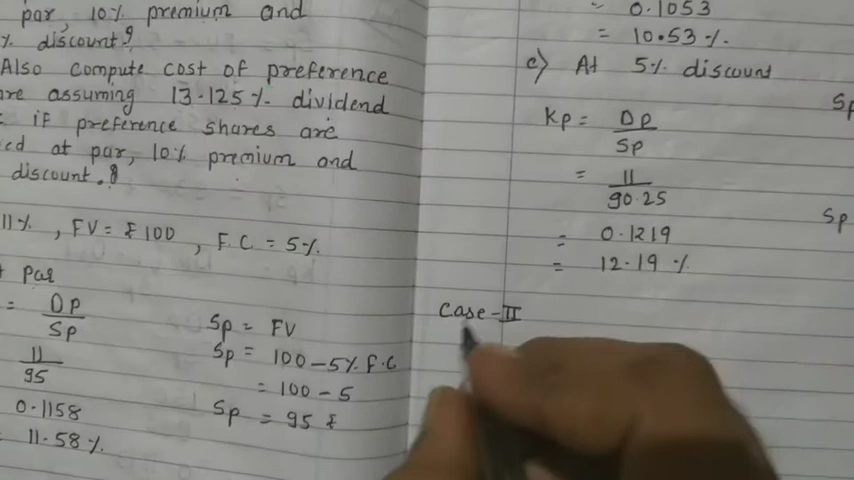 par, 10% premium and
% discount?
Also compute cost of preference
re assuming 13.125% dividend
if preference shares are
ed at par, 10% premium and
discount.?
11%, FV = ₹ 100, F.C = 5%.
Par
= Dp / Sp
11 / 95
0.1158
= 11.58%.
Sp = FV
Sp = 100 - 5% F.C
= 100 - 5
Sp = 95 ₹
= 0.1053
= 10.53%.
c) At 5% discount
Kp = Dp / Sp
= 11 / 90.25
= 0.1219
= 12.19 %
Sp
Sp
Case - II